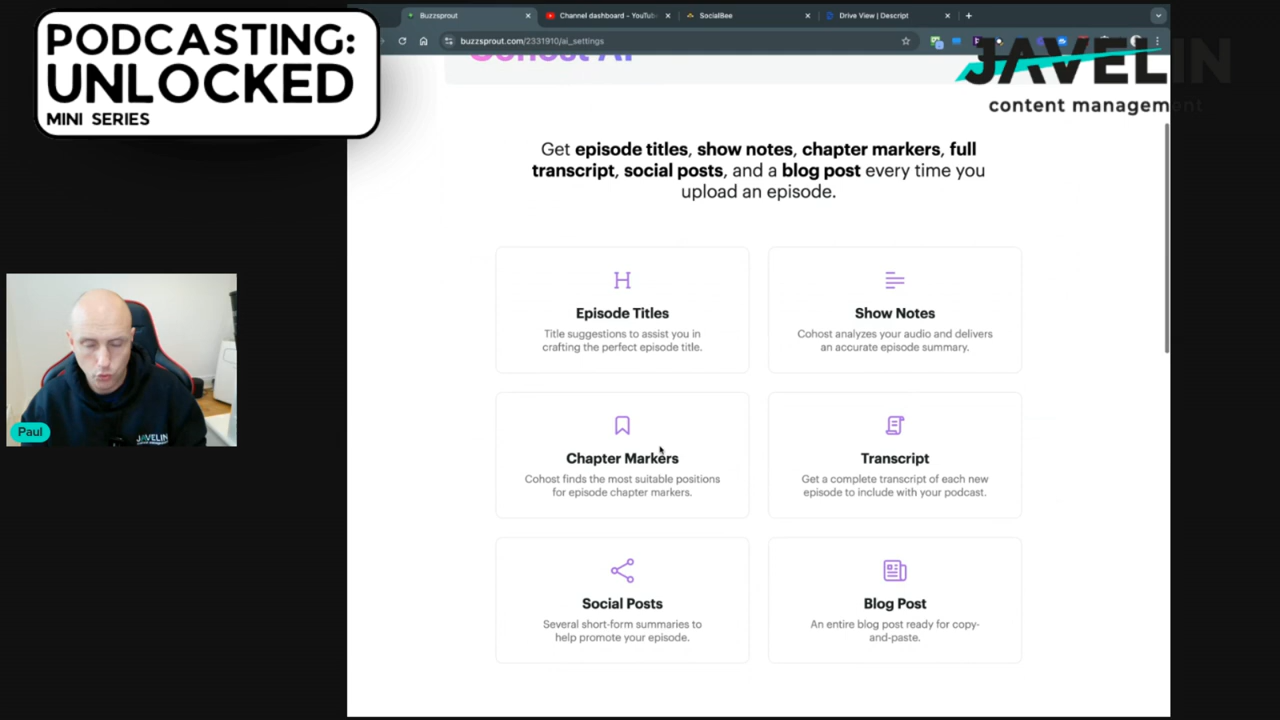 PODCASTING:
UNLOCKED
MINI SERIES
Buzzsprout
Channel dashboard - YouTube
SocialBee
Drive View | Descript
buzzsprout.com/2331910/ai_settings
Cohost AI
JAVELIN
content management
Get episode titles, show notes, chapter markers, full
transcript, social posts, and a blog post every time you
upload an episode.
Episode Titles
Title suggestions to assist you in
crafting the perfect episode title.
Show Notes
Cohost analyzes your audio and delivers
an accurate episode summary.
Chapter Markers
Cohost finds the most suitable positions
for episode chapter markers.
Transcript
Get a complete transcript of each new
episode to include with your podcast.
Social Posts
Several short-form summaries to
help promote your episode.
Blog Post
An entire blog post ready for copy-
and-paste.
Paul
JAVELIN